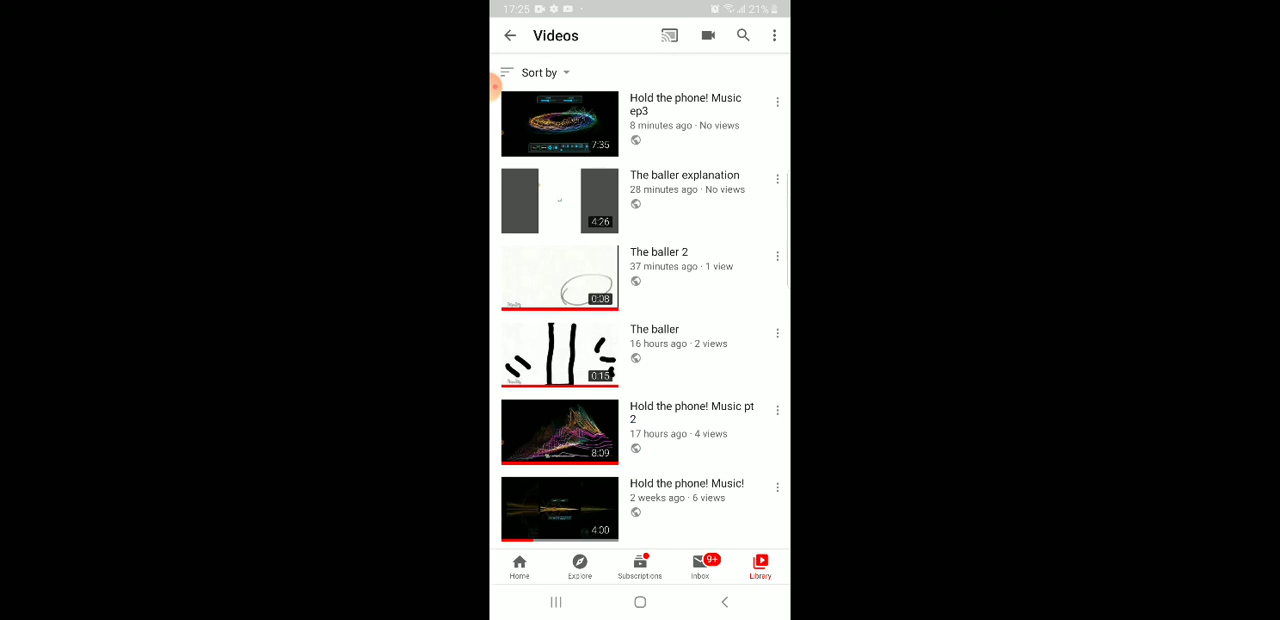 17:25 21%
Videos
Sort by
Hold the phone! Music
ep3
8 minutes ago · No views
7:35
The baller explanation
28 minutes ago · No views
4:26
The baller 2
37 minutes ago · 1 view
0:08
The baller
16 hours ago · 2 views
0:15
Hold the phone! Music pt
2
17 hours ago · 4 views
8:09
Hold the phone! Music!
2 weeks ago · 6 views
4:00
9+
Home Explore Subscriptions Inbox Library